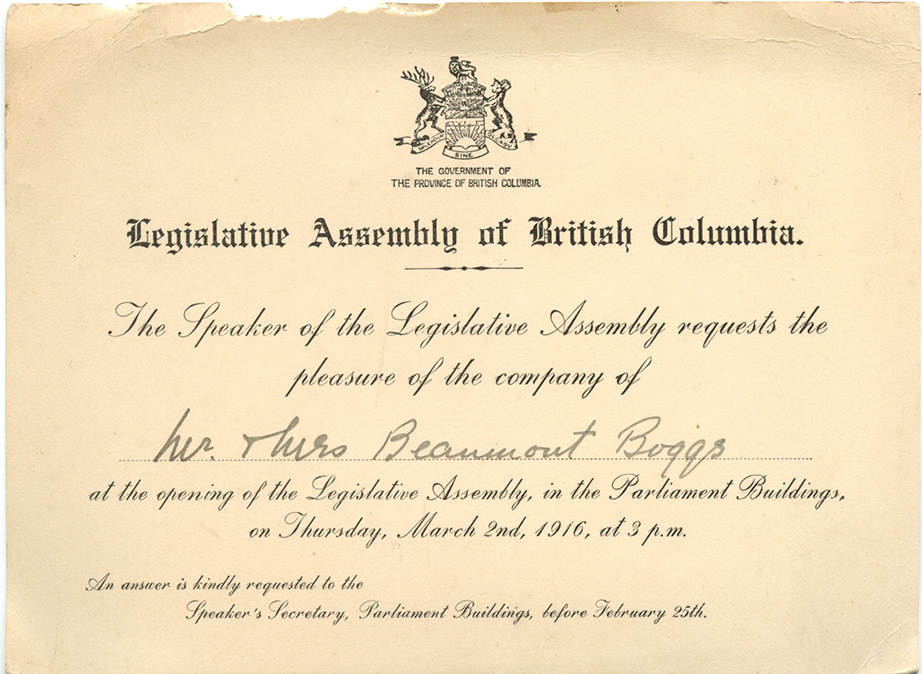 SPLENDOR SINE OCCASU
THE GOVERNMENT OF
THE PROVINCE OF BRITISH COLUMBIA.
Legislative Assembly of British Columbia.
The Speaker of the Legislative Assembly requests the
pleasure of the company of
Mr. & Mrs Beaumont Boggs
at the opening of the Legislative Assembly, in the Parliament Buildings,
on Thursday, March 2nd, 1916, at 3 p.m.
An answer is kindly requested to the
Speaker's Secretary, Parliament Buildings, before February 25th.